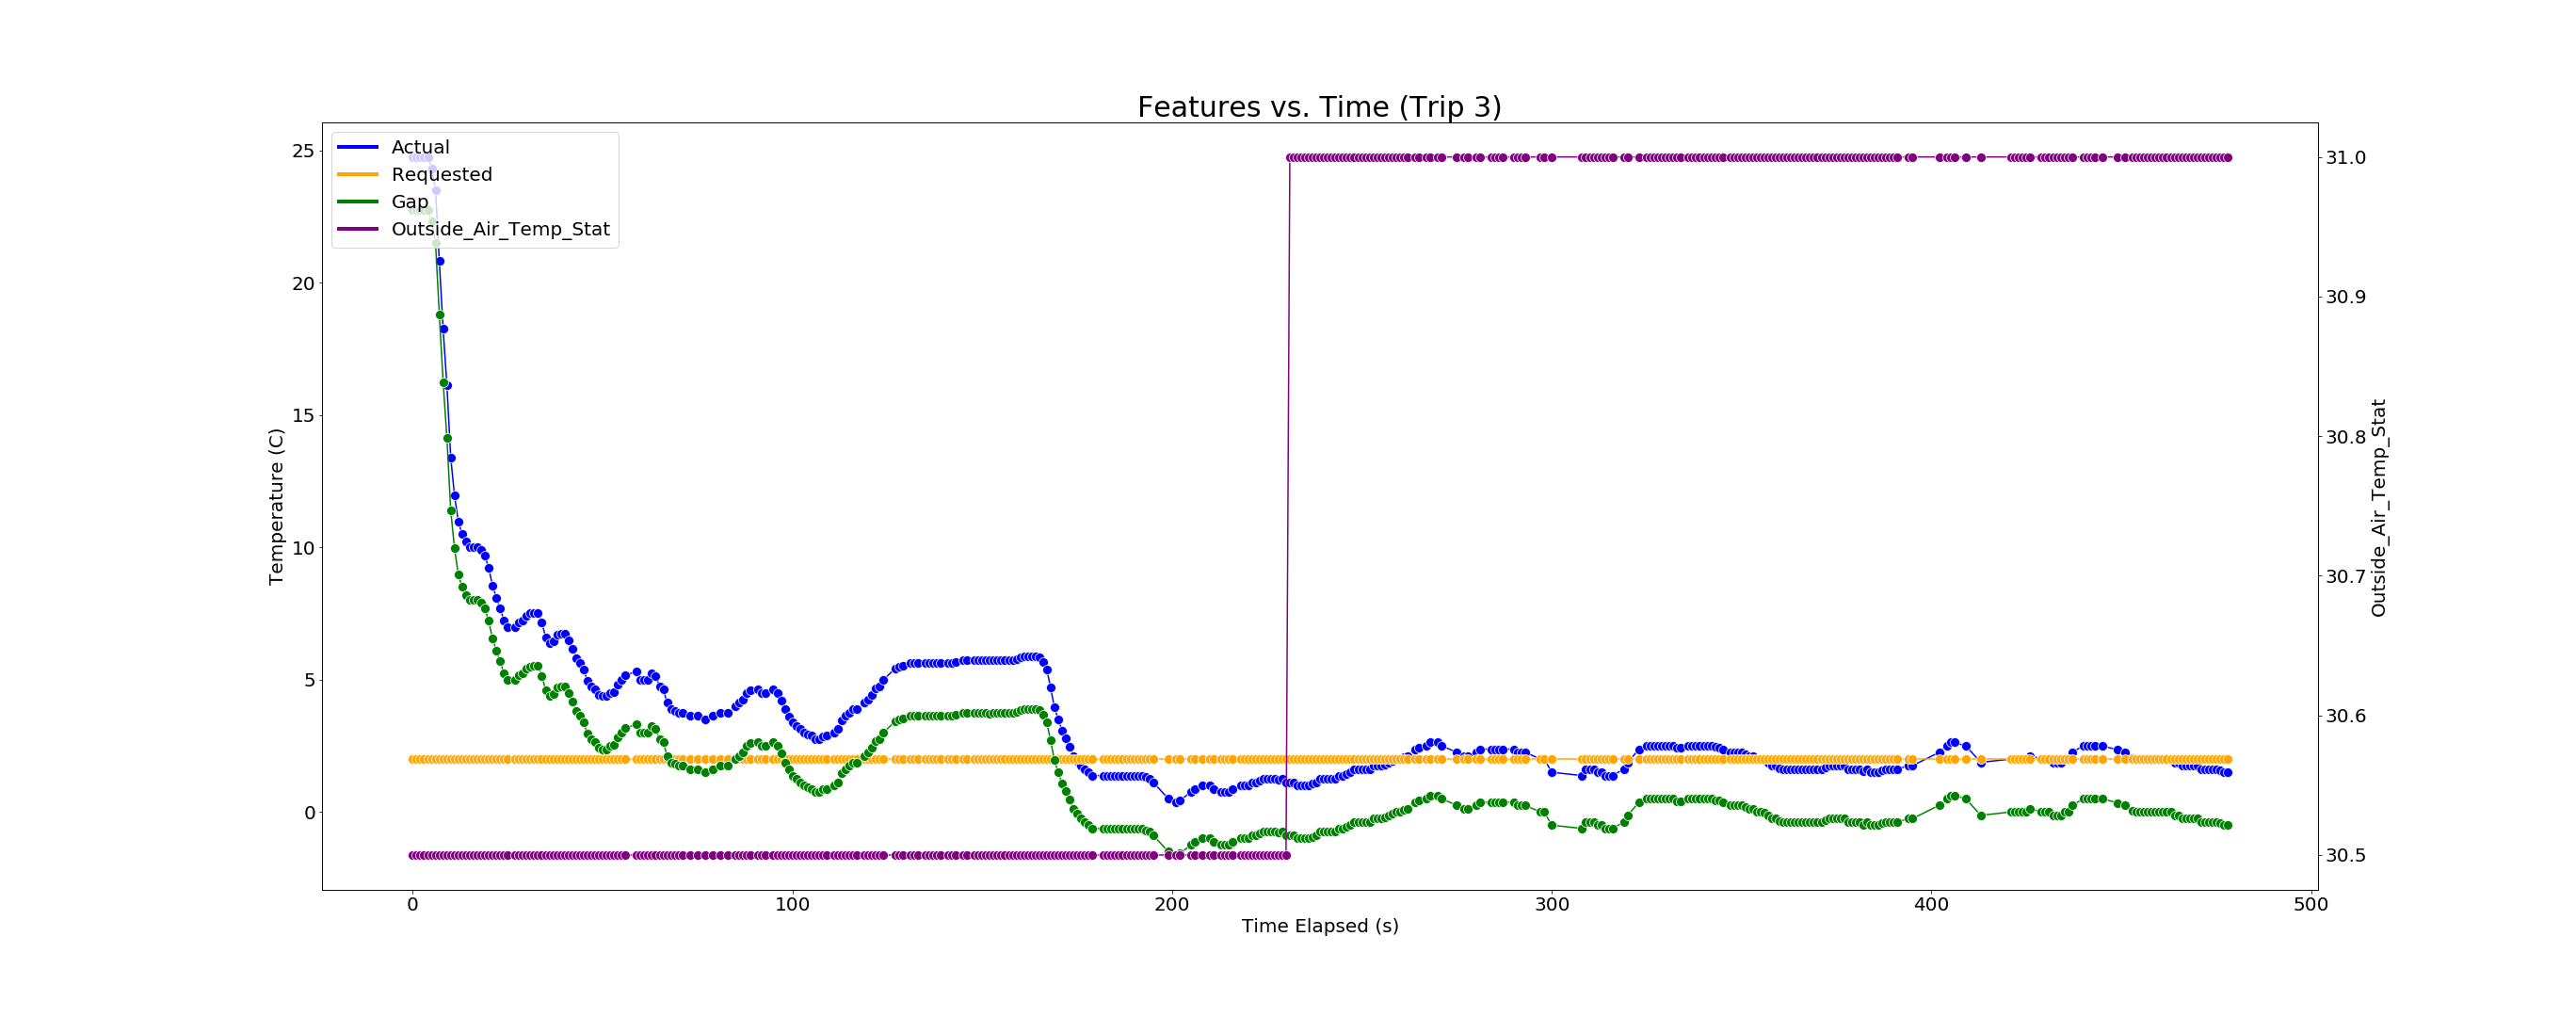 Features vs. Time (Trip 3)
Actual
Requested
Gap
Outside_Air_Temp_Stat
25
20
15
10
5
0
Temperature (C)
31.0
30.9
30.8
30.7
30.6
30.5
Outside_Air_Temp_Stat
0 100 200 300 400 500
Time Elapsed (s)